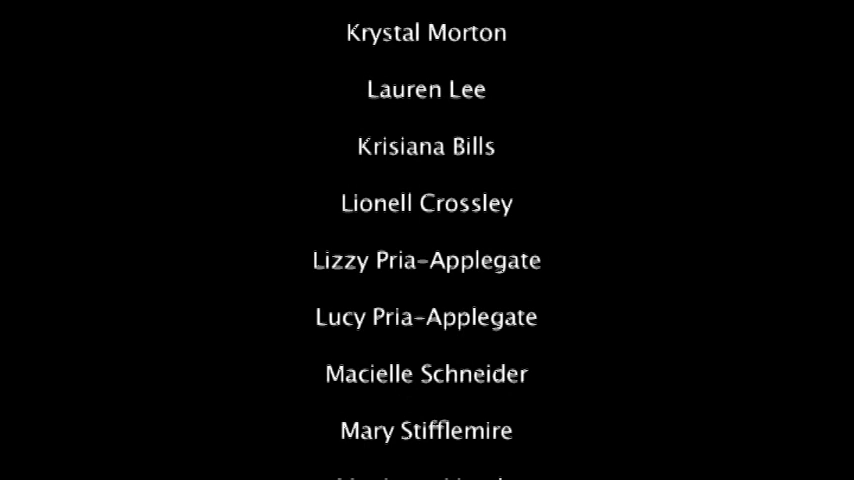 Krystal Morton
Lauren Lee
Krisiana Bills
Lionell Crossley
Lizzy Pria-Applegate
Lucy Pria-Applegate
Macielle Schneider
Mary Stifflemire